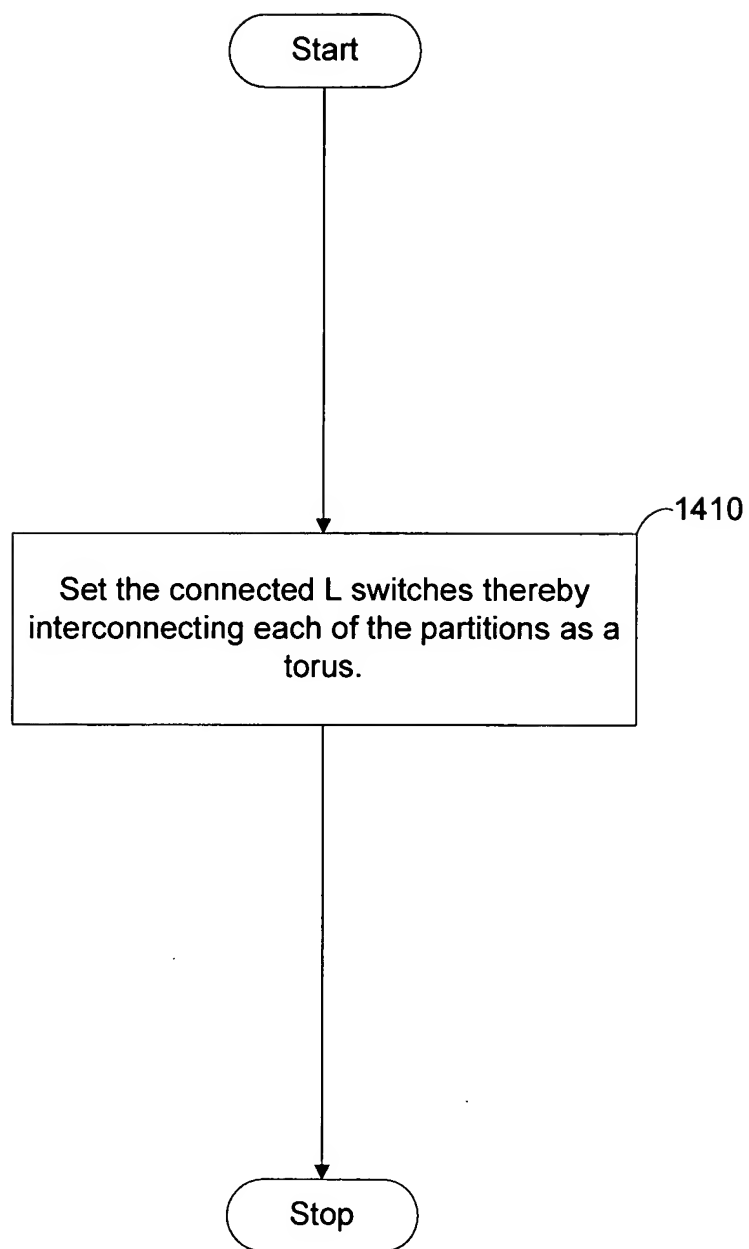 Start
1410
Set the connected L switches thereby
interconnecting each of the partitions as a
torus.
Stop